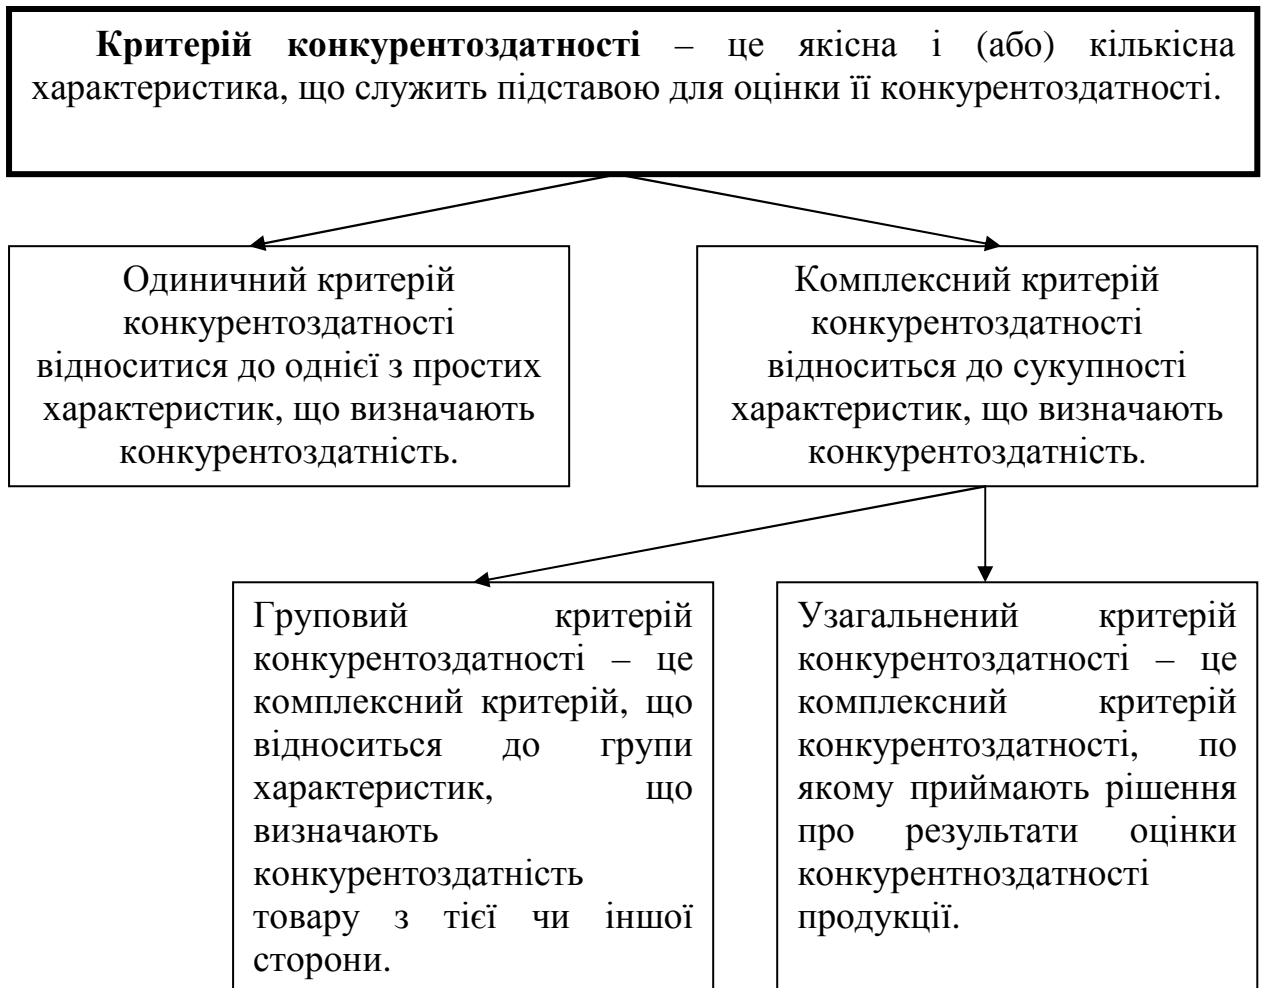 Критерій конкурентоздатності – це якісна і (або) кількісна
характеристика, що служить підставою для оцінки її конкурентоздатності.
Одиничний критерій
конкурентоздатності
відноситися до однієї з простих
характеристик, що визначають
конкурентоздатність.
Комплексний критерій
конкурентоздатності
відноситься до сукупності
характеристик, що визначають
конкурентоздатність.
Груповий критерій
конкурентоздатності – це
комплексний критерій, що
відноситься до групи
характеристик, що
визначають
конкурентоздатність
товару з тієї чи іншої
сторони.
Узагальнений критерій
конкурентоздатності – це
комплексний критерій
конкурентоздатності, по
якому приймають рішення
про результати оцінки
конкурентноздатності
продукції.